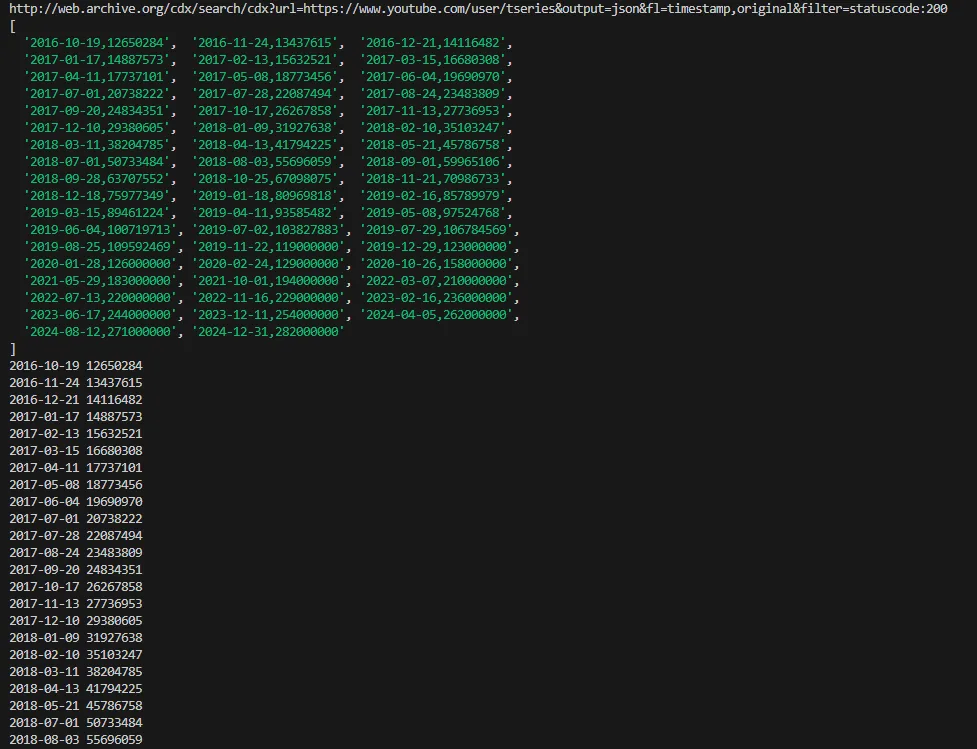 http://web.archive.org/cdx/search/cdx?url=https://www.youtube.com/user/tseries&output=json&fl=timestamp,original&filter=statuscode:200
[
  '2016-10-19,12650284',  '2016-11-24,13437615',  '2016-12-21,14116482',
  '2017-01-17,14887573',  '2017-02-13,15632521',  '2017-03-15,16680308',
  '2017-04-11,17737101',  '2017-05-08,18773456',  '2017-06-04,19690970',
  '2017-07-01,20738222',  '2017-07-28,22087494',  '2017-08-24,23483809',
  '2017-09-20,24834351',  '2017-10-17,26267858',  '2017-11-13,27736953',
  '2017-12-10,29380605',  '2018-01-09,31927638',  '2018-02-10,35103247',
  '2018-03-11,38204785',  '2018-04-13,41794225',  '2018-05-21,45786758',
  '2018-07-01,50733484',  '2018-08-03,55696059',  '2018-09-01,59965106',
  '2018-09-28,63707552',  '2018-10-25,67098075',  '2018-11-21,70986733',
  '2018-12-18,75977349',  '2019-01-18,80969818',  '2019-02-16,85789979',
  '2019-03-15,89461224',  '2019-04-11,93585482',  '2019-05-08,97524768',
  '2019-06-04,100719713', '2019-07-02,103827883', '2019-07-29,106784569',
  '2019-08-25,109592469', '2019-11-22,119000000', '2019-12-29,123000000',
  '2020-01-28,126000000', '2020-02-24,129000000', '2020-10-26,158000000',
  '2021-05-29,183000000', '2021-10-01,194000000', '2022-03-07,210000000',
  '2022-07-13,220000000', '2022-11-16,229000000', '2023-02-16,236000000',
  '2023-06-17,244000000', '2023-12-11,254000000', '2024-04-05,262000000',
  '2024-08-12,271000000', '2024-12-31,282000000'
]
2016-10-19 12650284
2016-11-24 13437615
2016-12-21 14116482
2017-01-17 14887573
2017-02-13 15632521
2017-03-15 16680308
2017-04-11 17737101
2017-05-08 18773456
2017-06-04 19690970
2017-07-01 20738222
2017-07-28 22087494
2017-08-24 23483809
2017-09-20 24834351
2017-10-17 26267858
2017-11-13 27736953
2017-12-10 29380605
2018-01-09 31927638
2018-02-10 35103247
2018-03-11 38204785
2018-04-13 41794225
2018-05-21 45786758
2018-07-01 50733484
2018-08-03 55696059